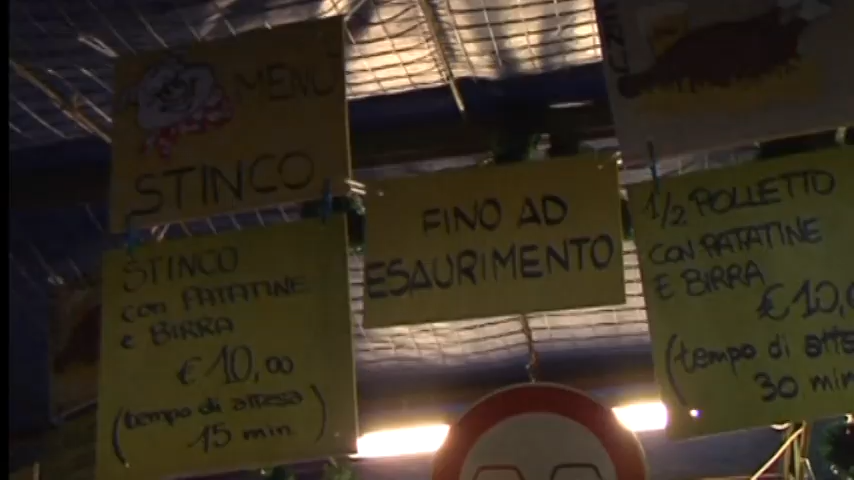 MENÙ
STINCO
STINCO
con PATATINE
e BIRRA
€ 10,00
(tempo di attesa
15 min)
FINO AD
ESAURIMENTO
1/2 POLLETTO
CON PATATINE
E BIRRA
€ 10,0
(tempo di attes
30 min